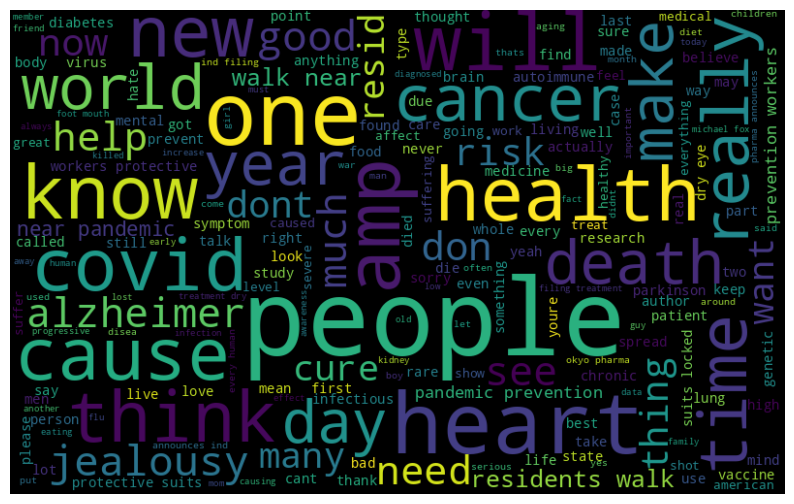 member friend diabetes now new good point thought anything last sure made medical diet aging thats today children
body virus hate ind filing walk near resid find type month believe feel may way
world one will cancer make really
foot mouth mental got great prevent help girl must found care due diagnosed brain autoimmune case going work living well actually everything important michael fox pharma announces
always killed increase workers protective year affect food never risk medicine healthy dry eye prevention workers
know dont come war man amp suffering health big fact didnt treat real part said
near pandemic symptom caused much died don whole every research
called still early talk right look severe sorry die even often yeah something death two want
covid away human level study suffer used lost treatment dry awareness low filing treatment parkinson author keep around
alzheimer progressive disea infection every human people old let youre patient spread genetic
cause cure kidney okyo pharma guy chronic suits locked
men say live love mean first boy rare show see data thing lung high time
think day infectious pandemic prevention
another person flu effect heart best take family american
please eating lot announces ind many bad state shot mind
jealousy need life residents walk use vaccine
put protective suits causing mom cant thank serious yes